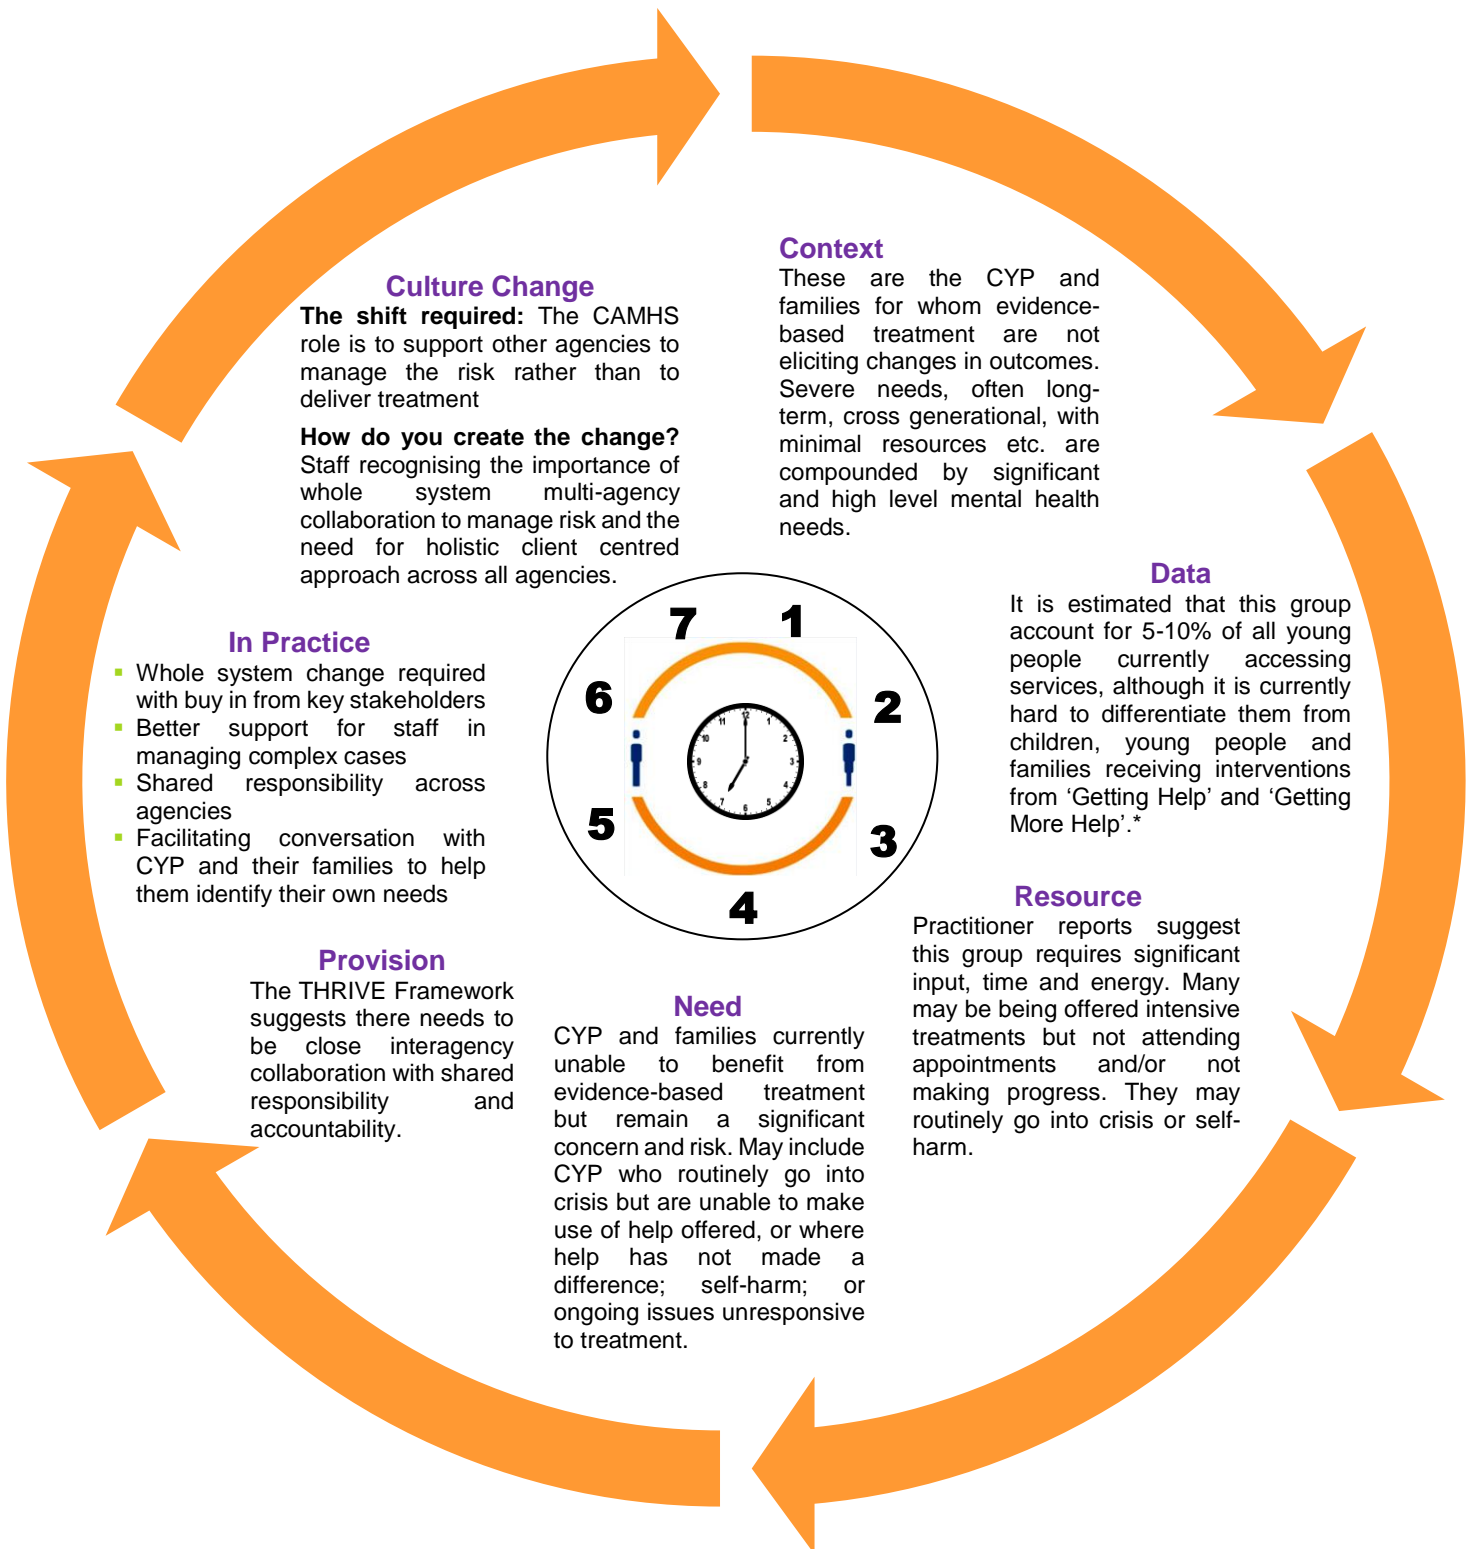 Context
These are the CYP and
families for whom evidence-
based treatment are not
eliciting changes in outcomes.
Severe needs, often long-
term, cross generational, with
minimal resources etc. are
compounded by significant
and high level mental health
needs.
Data
It is estimated that this group
account for 5-10% of all young
people currently accessing
services, although it is currently
hard to differentiate them from
children, young people and
families receiving interventions
from ‘Getting Help’ and ‘Getting
More Help’.*
Resource
Practitioner reports suggest
this group requires significant
input, time and energy. Many
may be being offered intensive
treatments but not attending
appointments and/or not
making progress. They may
routinely go into crisis or self-
harm.
Need
CYP and families currently
unable to benefit from
evidence-based treatment
but remain a significant
concern and risk. May include
CYP who routinely go into
crisis but are unable to make
use of help offered, or where
help has not made a
difference; self-harm; or
ongoing issues unresponsive
to treatment.
Provision
The THRIVE Framework
suggests there needs to
be close interagency
collaboration with shared
responsibility and
accountability.
In Practice
▪ Whole system change required
with buy in from key stakeholders
▪ Better support for staff in
managing complex cases
▪ Shared responsibility across
agencies
▪ Facilitating conversation with
CYP and their families to help
them identify their own needs
Culture Change
The shift required: The CAMHS
role is to support other agencies to
manage the risk rather than to
deliver treatment
How do you create the change?
Staff recognising the importance of
whole system multi-agency
collaboration to manage risk and the
need for holistic client centred
approach across all agencies.
1
2
3
4
5
6
7
12
1
2
3
4
5
6
7
8
9
10
11